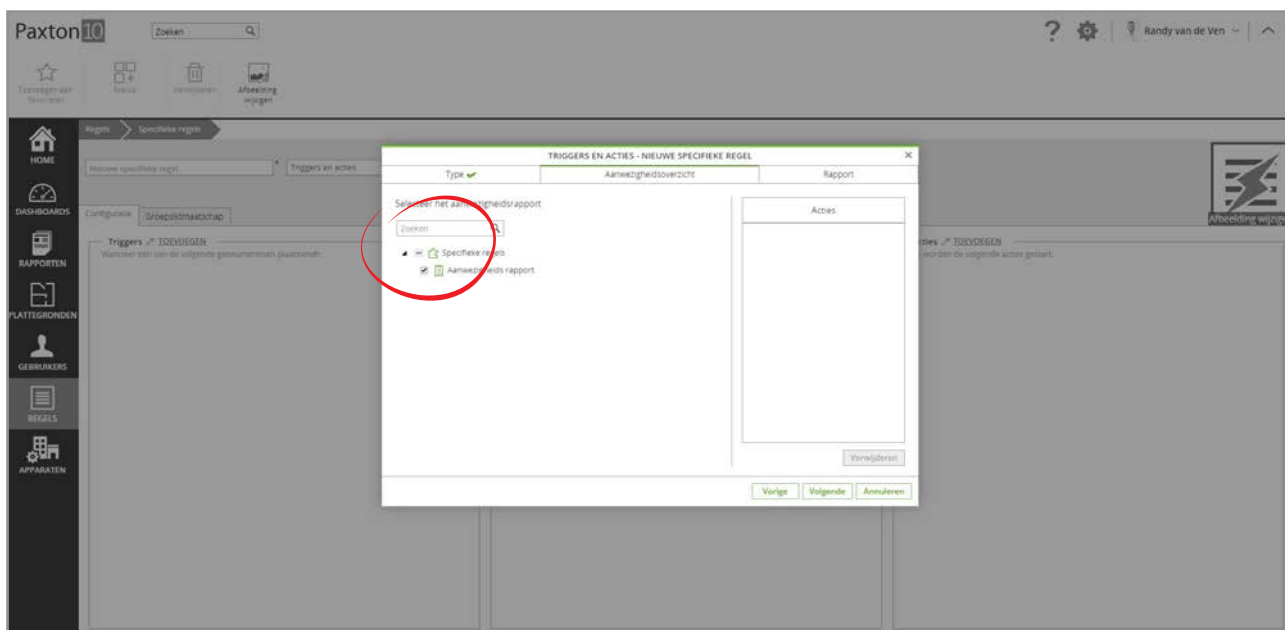 Paxton10
Zoeken
Randy van de Ven
Toevoegen aan
favorieten
Nieuw
Verwijderen
Afbeelding
wijzigen
HOME
DASHBOARDS
RAPPORTEN
PLATTEGRONDEN
GEBRUIKERS
REGELS
APPARATEN
Regels
Specifieke regels
Nieuwe specifieke regel
*
Triggers en acties
Configuratie
Groepslidmaatschap
Triggers TOEVOEGEN
Wanneer een van de volgende gebeurtenissen plaatsvindt:
TRIGGERS EN ACTIES - NIEUWE SPECIFIEKE REGEL
Type
Aanwezigheidsoverzicht
Rapport
Selecteer het aanwezigheidsrapport
Zoeken
Specifieke regels
Aanwezigheids rapport
Acties
Verwijderen
Vorige
Volgende
Annuleren
cties TOEVOEGEN
worden de volgende acties gestart:
Afbeelding wijzigen